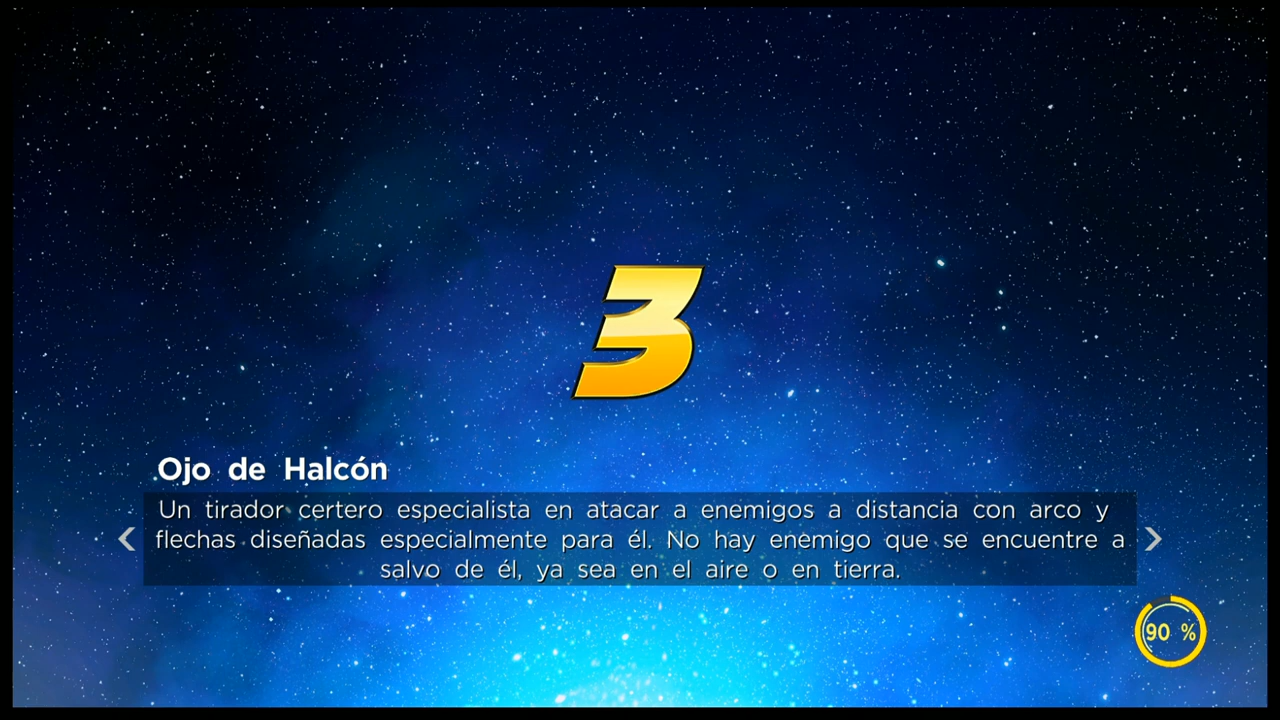 3
Ojo de Halcón
Un tirador certero especialista en atacar a enemigos a distancia con arco y
flechas diseñadas especialmente para él. No hay enemigo que se encuentre a
salvo de él, ya sea en el aire o en tierra.
90 %